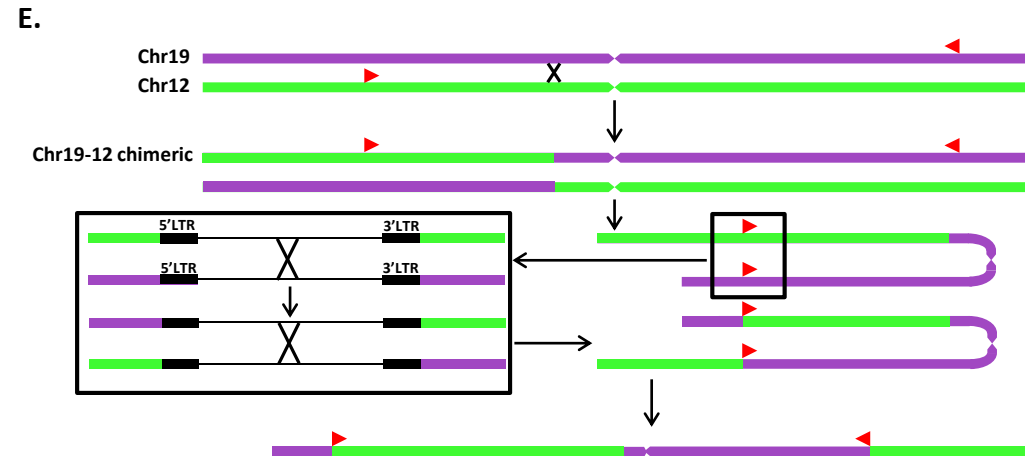 E.
Chr19
Chr12
Chr19-12 chimeric
5'LTR 3'LTR
5'LTR 3'LTR